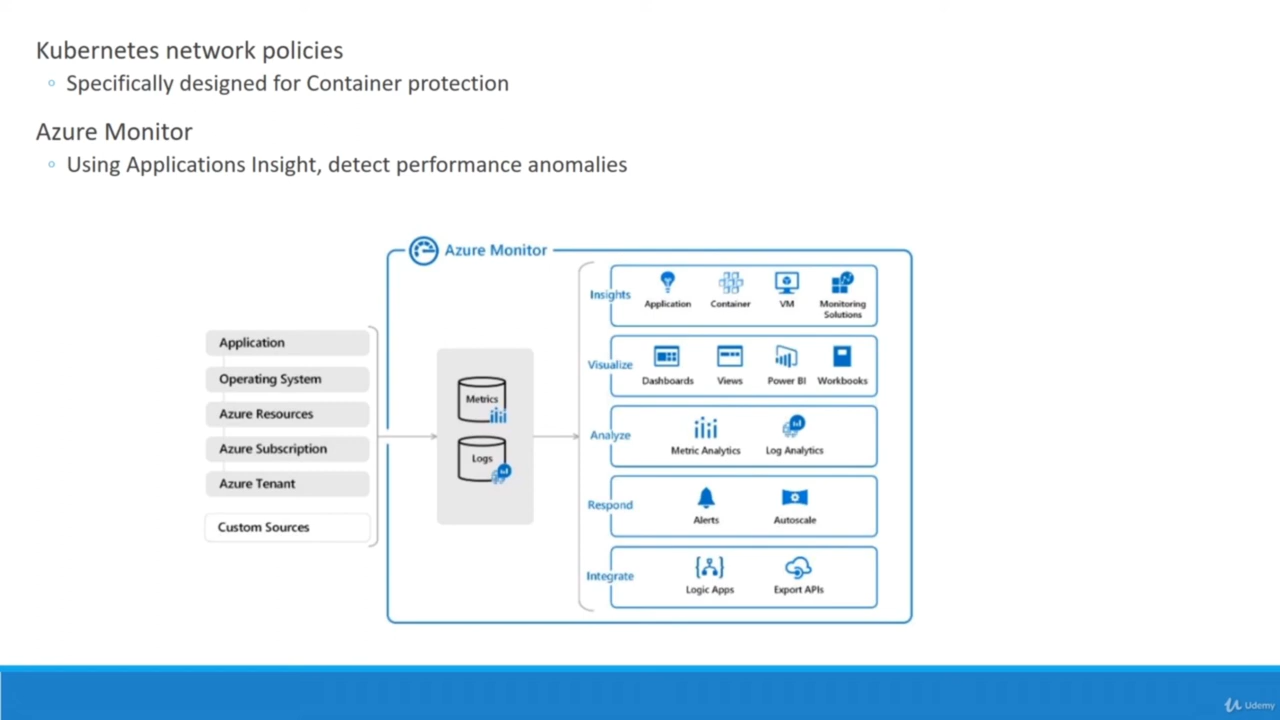 Kubernetes network policies
Specifically designed for Container protection
Azure Monitor
Using Applications Insight, detect performance anomalies
Azure Monitor
Application
Operating System
Azure Resources
Azure Subscription
Azure Tenant
Custom Sources
Metrics
Logs
Insights
Application
Container
VM
Monitoring
Solutions
Visualize
Dashboards
Views
Power BI
Workbooks
Analyze
Metric Analytics
Log Analytics
Respond
Alerts
Autoscale
Integrate
Logic Apps
Export APIs
Udemy